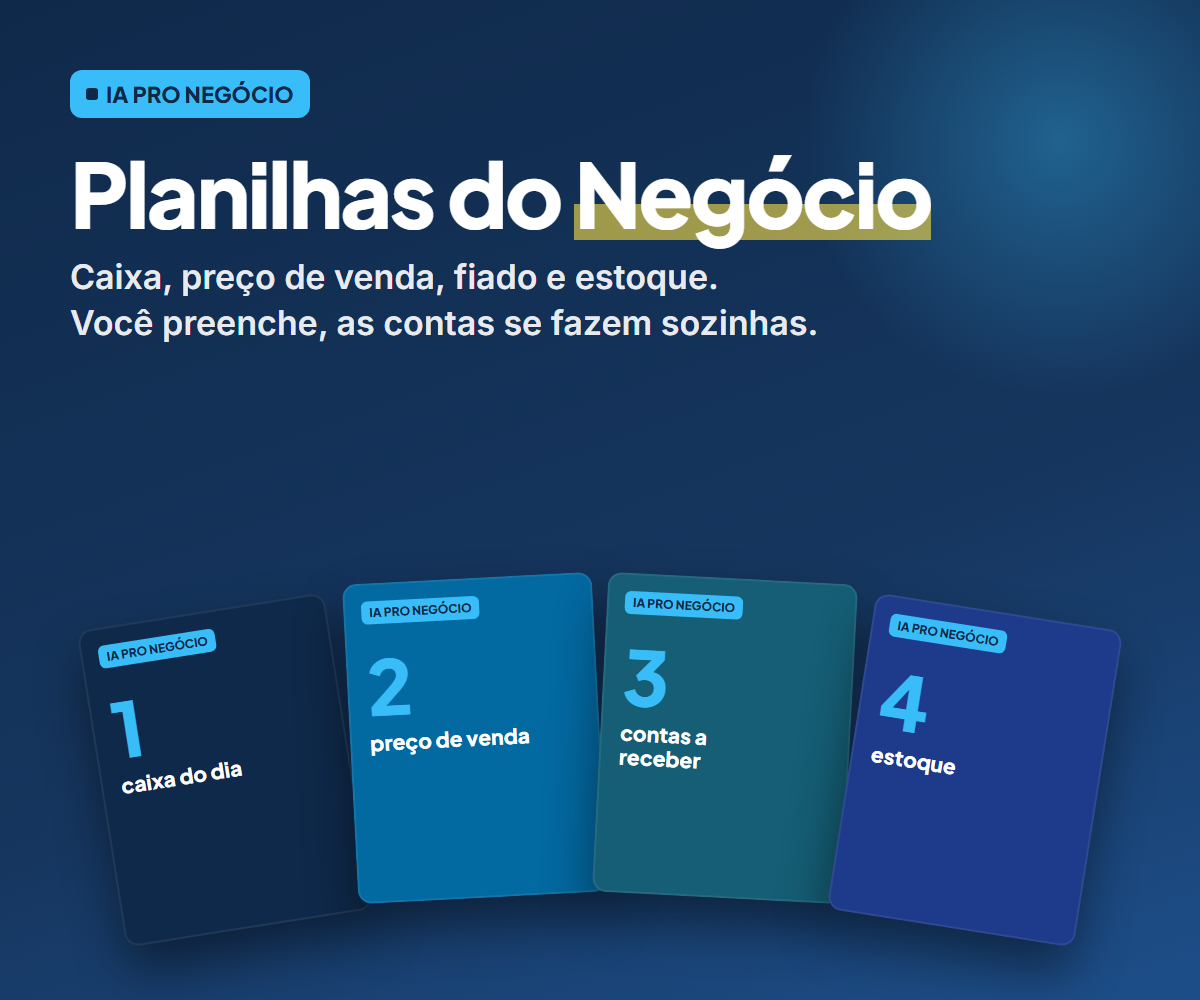 IA PRO NEGÓCIO
Planilhas do Negócio
Caixa, preço de venda, fiado e estoque.
Você preenche, as contas se fazem sozinhas.
IA PRO NEGÓCIO
1
caixa do dia
IA PRO NEGÓCIO
2
preço de venda
IA PRO NEGÓCIO
3
contas a
receber
IA PRO NEGÓCIO
4
estoque